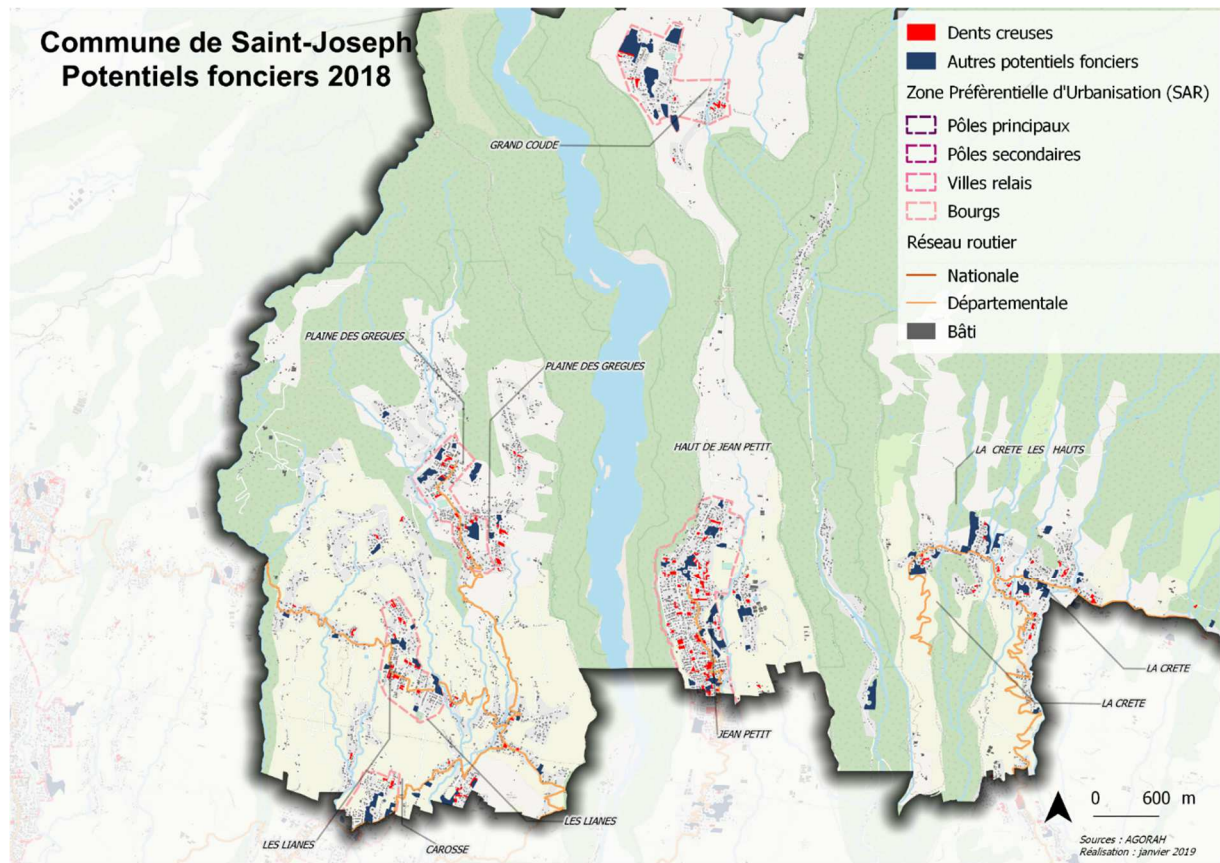 Commune de Saint-Joseph
Potentiels fonciers 2018
Dents creuses
Autres potentiels fonciers
Zone Préfèrentielle d'Urbanisation (SAR)
Pôles principaux
Pôles secondaires
Villes relais
Bourgs
Réseau routier
Nationale
Départementale
Bâti
GRAND COUDE
PLAINE DES GREGUES
PLAINE DES GREGUES
HAUT DE JEAN PETIT
LA CRETE LES HAUTS
LA CRETE
LA CRETE
JEAN PETIT
LES LIANES
LES LIANES
CAROSSE
0 600 m
Sources : AGORAH
Réalisation : janvier 2019